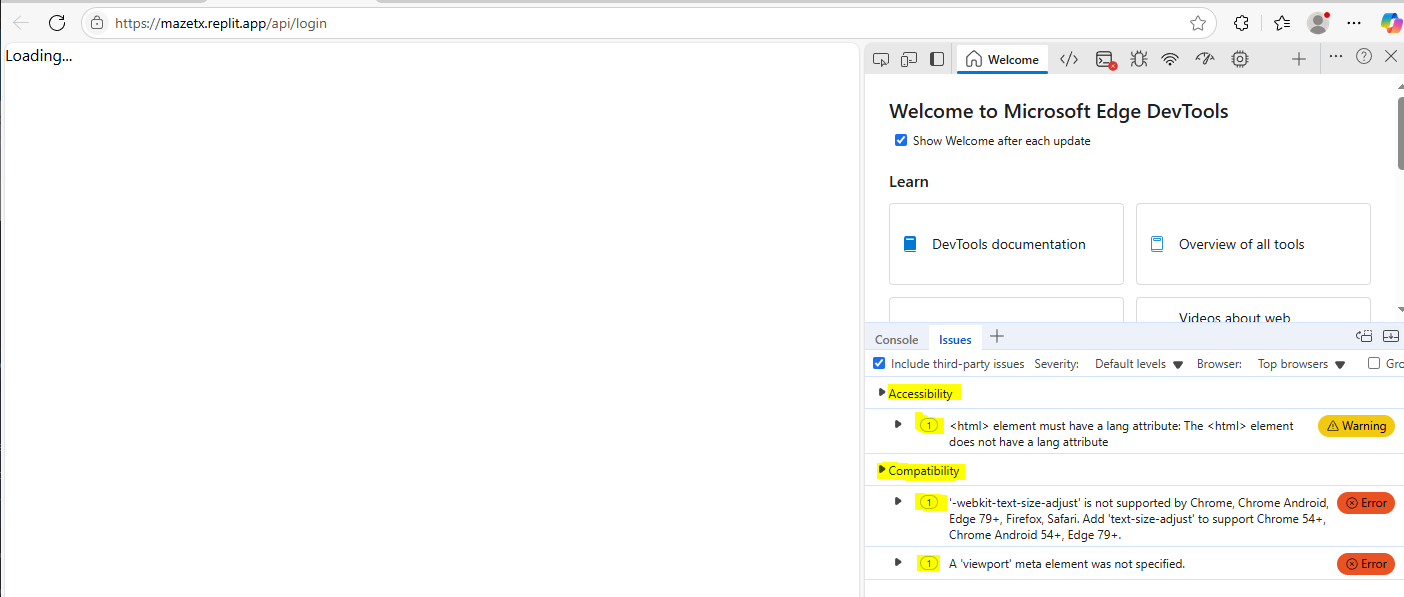 https://mazetx.replit.app/api/login
Loading...
Welcome
Welcome to Microsoft Edge DevTools
Show Welcome after each update
Learn
DevTools documentation
Overview of all tools
Videos about web
Console
Issues
Include third-party issues Severity: Default levels Browser: Top browsers Gro
Accessibility
1 <html> element must have a lang attribute: The <html> element Warning
does not have a lang attribute
Compatibility
1 '-webkit-text-size-adjust' is not supported by Chrome, Chrome Android, Error
Edge 79+, Firefox, Safari. Add 'text-size-adjust' to support Chrome 54+,
Chrome Android 54+, Edge 79+.
1 A 'viewport' meta element was not specified. Error